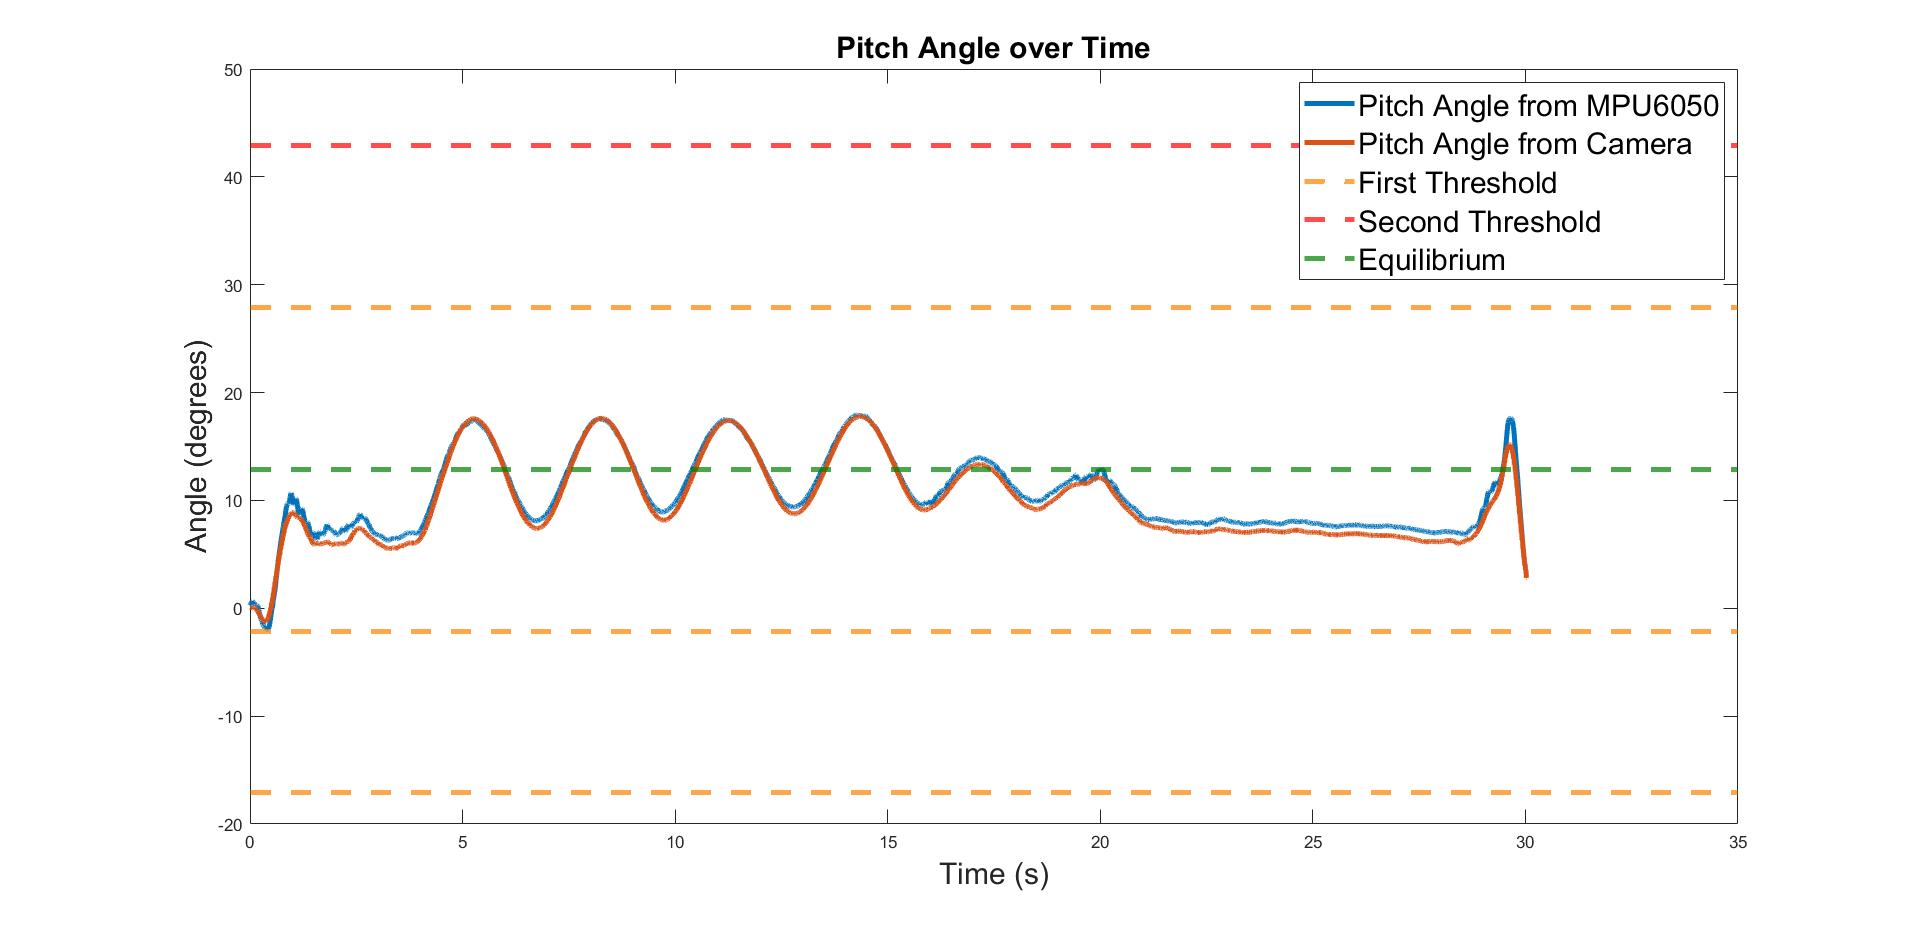 Pitch Angle over Time
50
40
30
20
10
0
-10
-20
Angle (degrees)
Pitch Angle from MPU6050
Pitch Angle from Camera
First Threshold
Second Threshold
Equilibrium
0 5 10 15 20 25 30 35
Time (s)